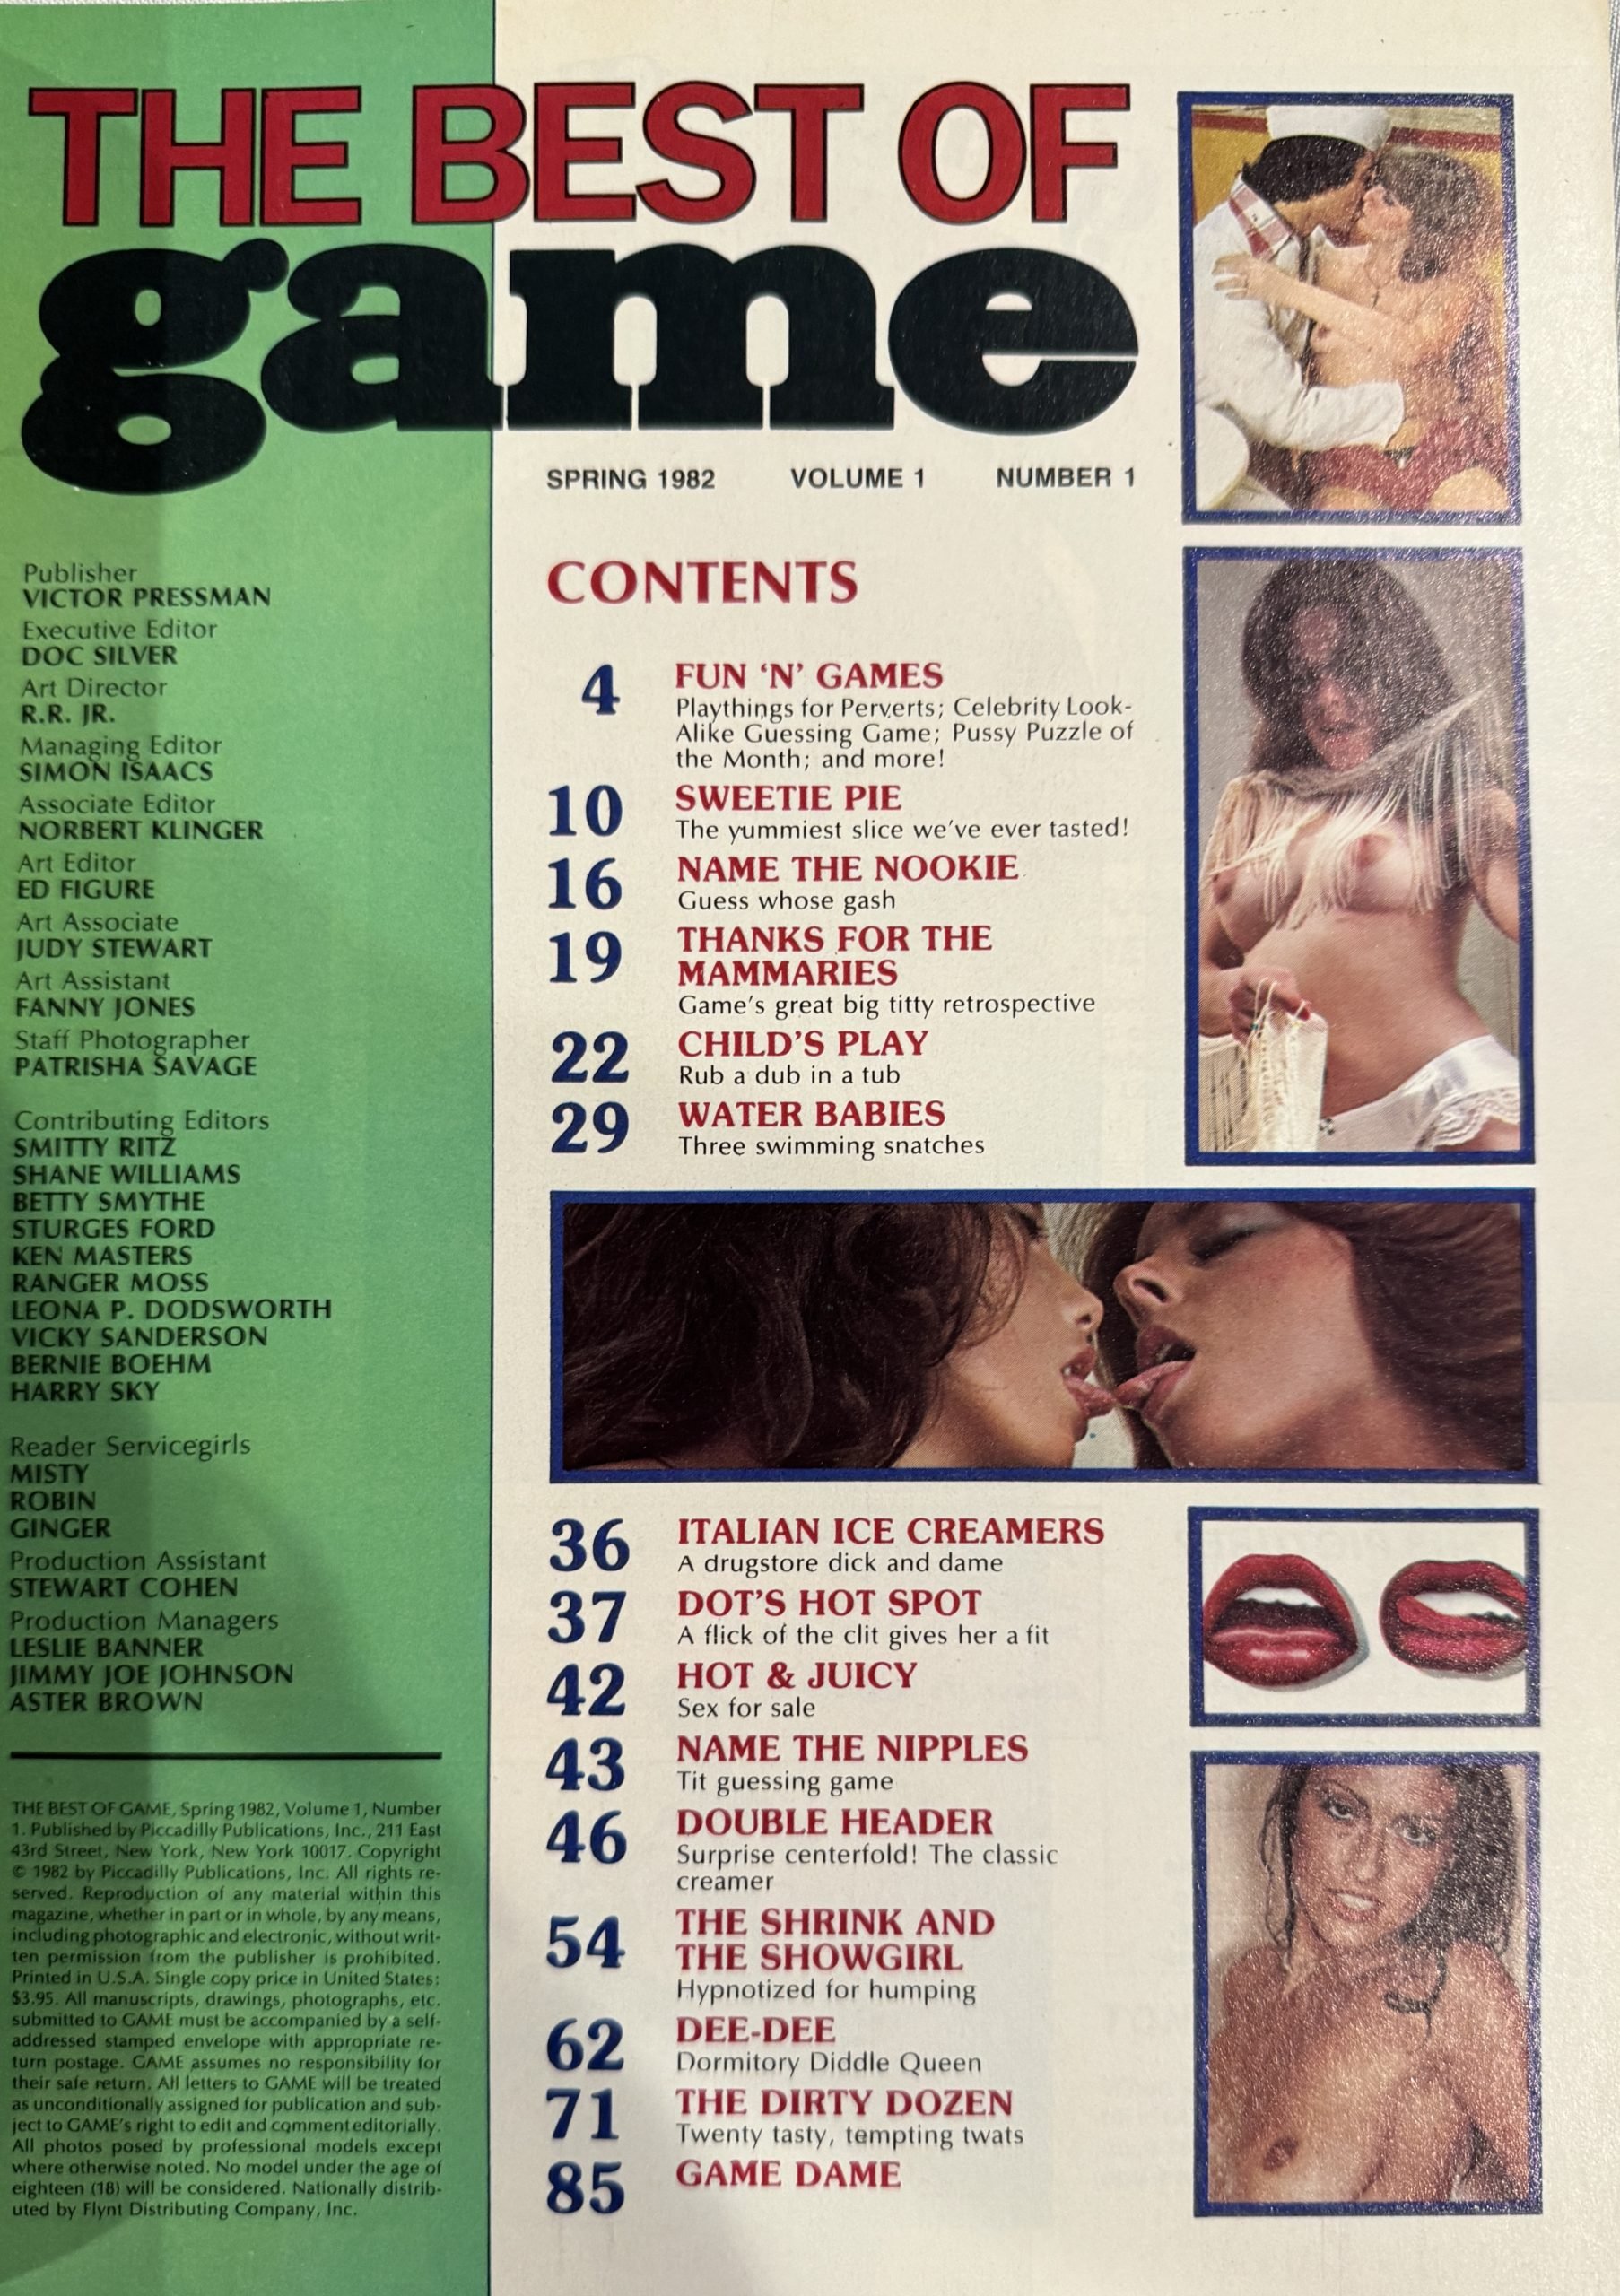 THE BEST OF
game
SPRING 1982 VOLUME 1 NUMBER 1
Publisher
VICTOR PRESSMAN
Executive Editor
DOC SILVER
Art Director
R.R. JR.
Managing Editor
SIMON ISAACS
Associate Editor
NORBERT KLINGER
Art Editor
ED FIGURE
Art Associate
JUDY STEWART
Art Assistant
FANNY JONES
Staff Photographer
PATRISHA SAVAGE
Contributing Editors
SMITTY RITZ
SHANE WILLIAMS
BETTY SMYTHE
STURGES FORD
KEN MASTERS
RANGER MOSS
LEONA P. DODSWORTH
VICKY SANDERSON
BERNIE BOEHM
HARRY SKY
Reader Servicegirls
MISTY
ROBIN
GINGER
Production Assistant
STEWART COHEN
Production Managers
LESLIE BANNER
JIMMY JOE JOHNSON
ASTER BROWN
THE BEST OF GAME, Spring 1982, Volume 1, Number
1. Published by Piccadilly Publications, Inc., 211 East
43rd Street, New York, New York 10017. Copyright
© 1982 by Piccadilly Publications, Inc. All rights re-
served. Reproduction of any material within this
magazine, whether in part or in whole, by any means,
including photographic and electronic, without writ-
ten permission from the publisher is prohibited.
Printed in U.S.A. Single copy price in United States:
$3.95. All manuscripts, drawings, photographs, etc.
submitted to GAME must be accompanied by a self-
addressed stamped envelope with appropriate re-
turn postage. GAME assumes no responsibility for
their safe return. All letters to GAME will be treated
as unconditionally assigned for publication and sub-
ject to GAME's right to edit and comment editorially.
All photos posed by professional models except
where otherwise noted. No model under the age of
eighteen (18) will be considered. Nationally distrib-
uted by Flynt Distributing Company, Inc.
CONTENTS
4 FUN ‘N’ GAMES
Playthings for Perverts; Celebrity Look-
Alike Guessing Game; Pussy Puzzle of
the Month; and more!
10 SWEETIE PIE
The yummiest slice we’ve ever tasted!
16 NAME THE NOOKIE
Guess whose gash
19 THANKS FOR THE
MAMMARIES
Game’s great big titty retrospective
22 CHILD’S PLAY
Rub a dub in a tub
29 WATER BABIES
Three swimming snatches
36 ITALIAN ICE CREAMERS
A drugstore dick and dame
37 DOT’S HOT SPOT
A flick of the clit gives her a fit
42 HOT & JUICY
Sex for sale
43 NAME THE NIPPLES
Tit guessing game
46 DOUBLE HEADER
Surprise centerfold! The classic
creamer
54 THE SHRINK AND
THE SHOWGIRL
Hypnotized for humping
62 DEE-DEE
Dormitory Diddle Queen
71 THE DIRTY DOZEN
Twenty tasty, tempting twats
85 GAME DAME